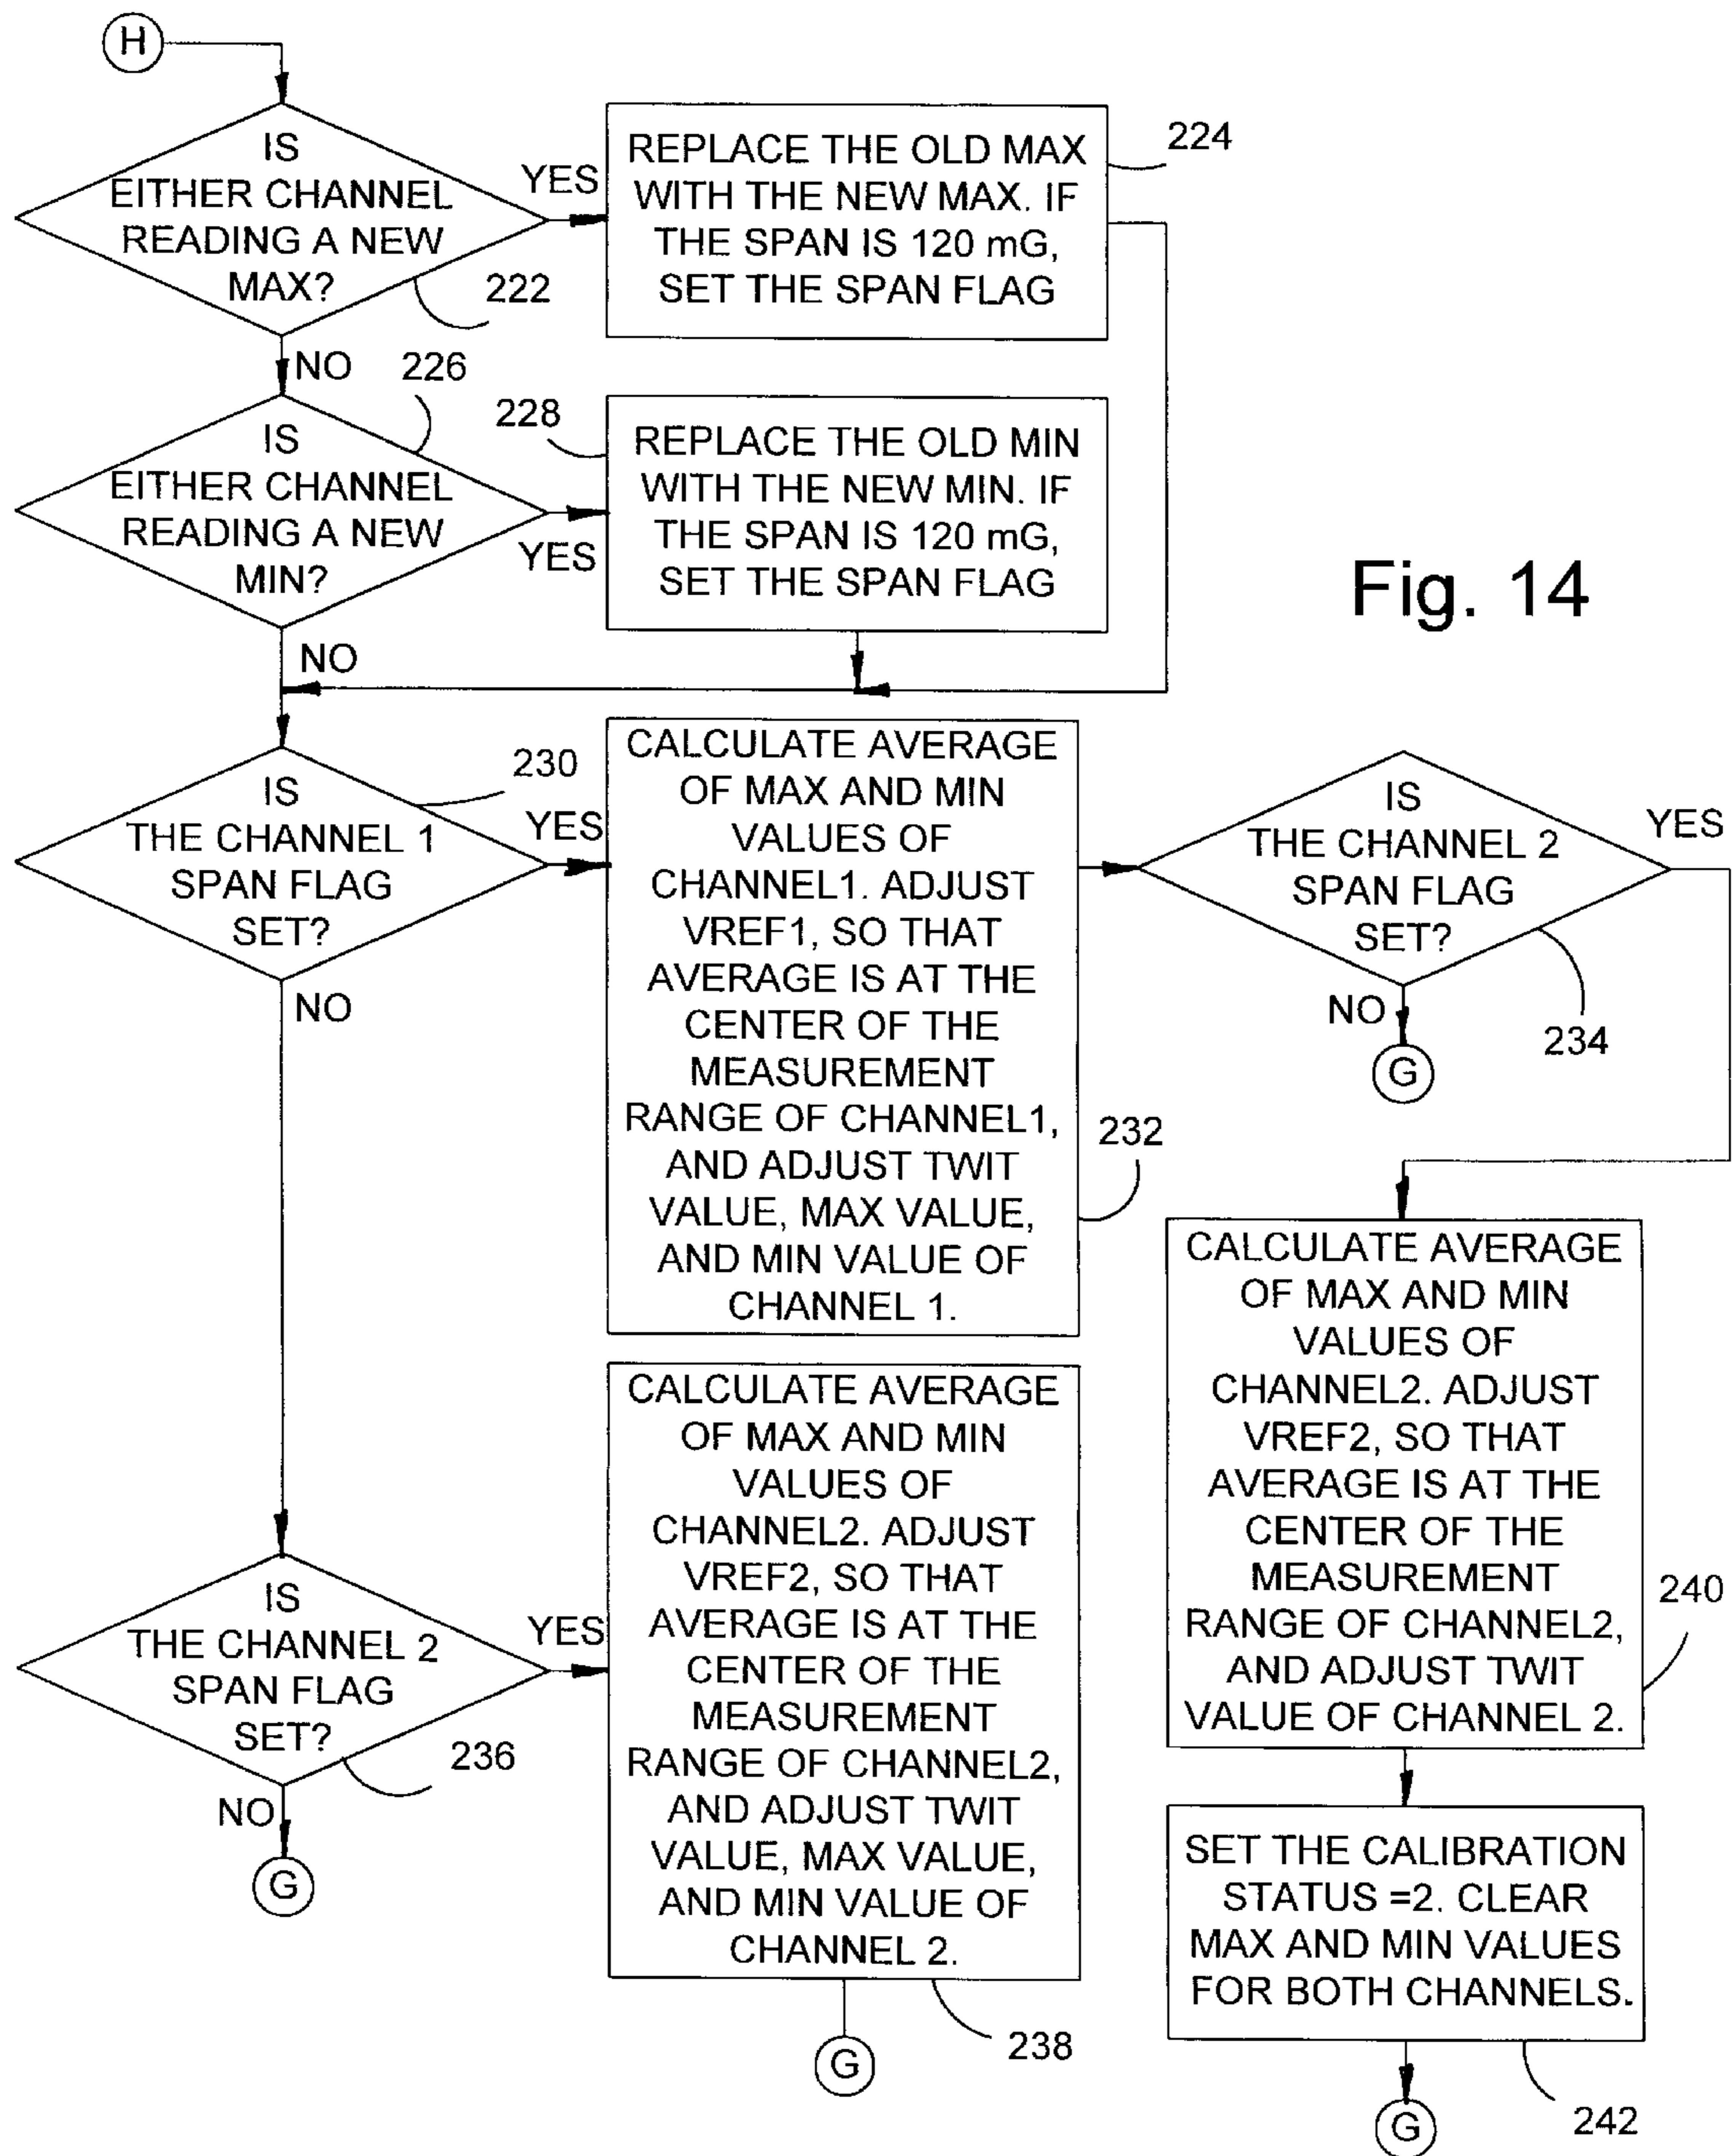 H
IS
EITHER CHANNEL
READING A NEW
MAX?
222
YES
REPLACE THE OLD MAX
WITH THE NEW MAX. IF
THE SPAN IS 120 mG,
SET THE SPAN FLAG
224
NO
226
IS
EITHER CHANNEL
READING A NEW
MIN?
YES
228
REPLACE THE OLD MIN
WITH THE NEW MIN. IF
THE SPAN IS 120 mG,
SET THE SPAN FLAG
Fig. 14
NO
IS
THE CHANNEL 1
SPAN FLAG
SET?
230
YES
NO
CALCULATE AVERAGE
OF MAX AND MIN
VALUES OF
CHANNEL1. ADJUST
VREF1, SO THAT
AVERAGE IS AT THE
CENTER OF THE
MEASUREMENT
RANGE OF CHANNEL1,
AND ADJUST TWIT
VALUE, MAX VALUE,
AND MIN VALUE OF
CHANNEL 1.
232
IS
THE CHANNEL 2
SPAN FLAG
SET?
YES
NO
234
G
CALCULATE AVERAGE
OF MAX AND MIN
VALUES OF
CHANNEL2. ADJUST
VREF2, SO THAT
AVERAGE IS AT THE
CENTER OF THE
MEASUREMENT
RANGE OF CHANNEL2,
AND ADJUST TWIT
VALUE OF CHANNEL 2.
240
SET THE CALIBRATION
STATUS =2. CLEAR
MAX AND MIN VALUES
FOR BOTH CHANNELS.
242
G
IS
THE CHANNEL 2
SPAN FLAG
SET?
236
YES
NO
G
CALCULATE AVERAGE
OF MAX AND MIN
VALUES OF
CHANNEL2. ADJUST
VREF2, SO THAT
AVERAGE IS AT THE
CENTER OF THE
MEASUREMENT
RANGE OF CHANNEL2,
AND ADJUST TWIT
VALUE, MAX VALUE,
AND MIN VALUE OF
CHANNEL 2.
238
G